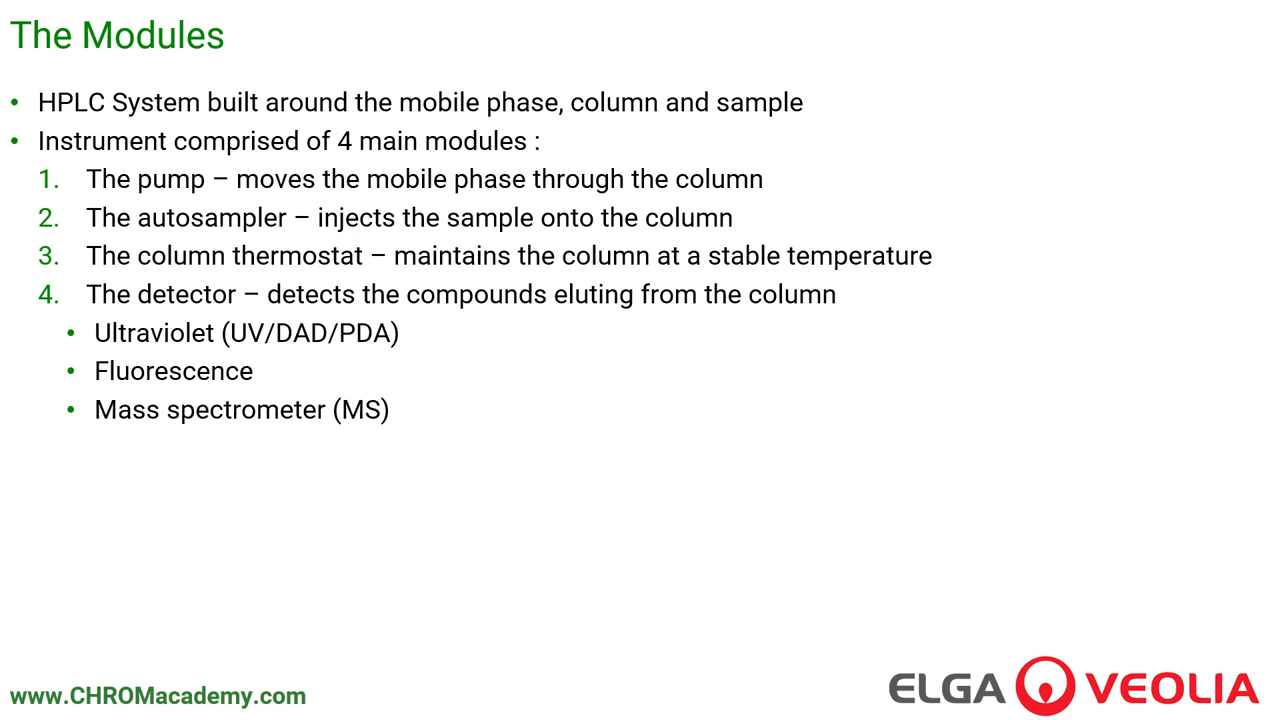 The Modules
• HPLC System built around the mobile phase, column and sample
• Instrument comprised of 4 main modules :
1. The pump – moves the mobile phase through the column
2. The autosampler – injects the sample onto the column
3. The column thermostat – maintains the column at a stable temperature
4. The detector – detects the compounds eluting from the column
• Ultraviolet (UV/DAD/PDA)
• Fluorescence
• Mass spectrometer (MS)
www.CHROMacademy.com
ELGA VEOLIA